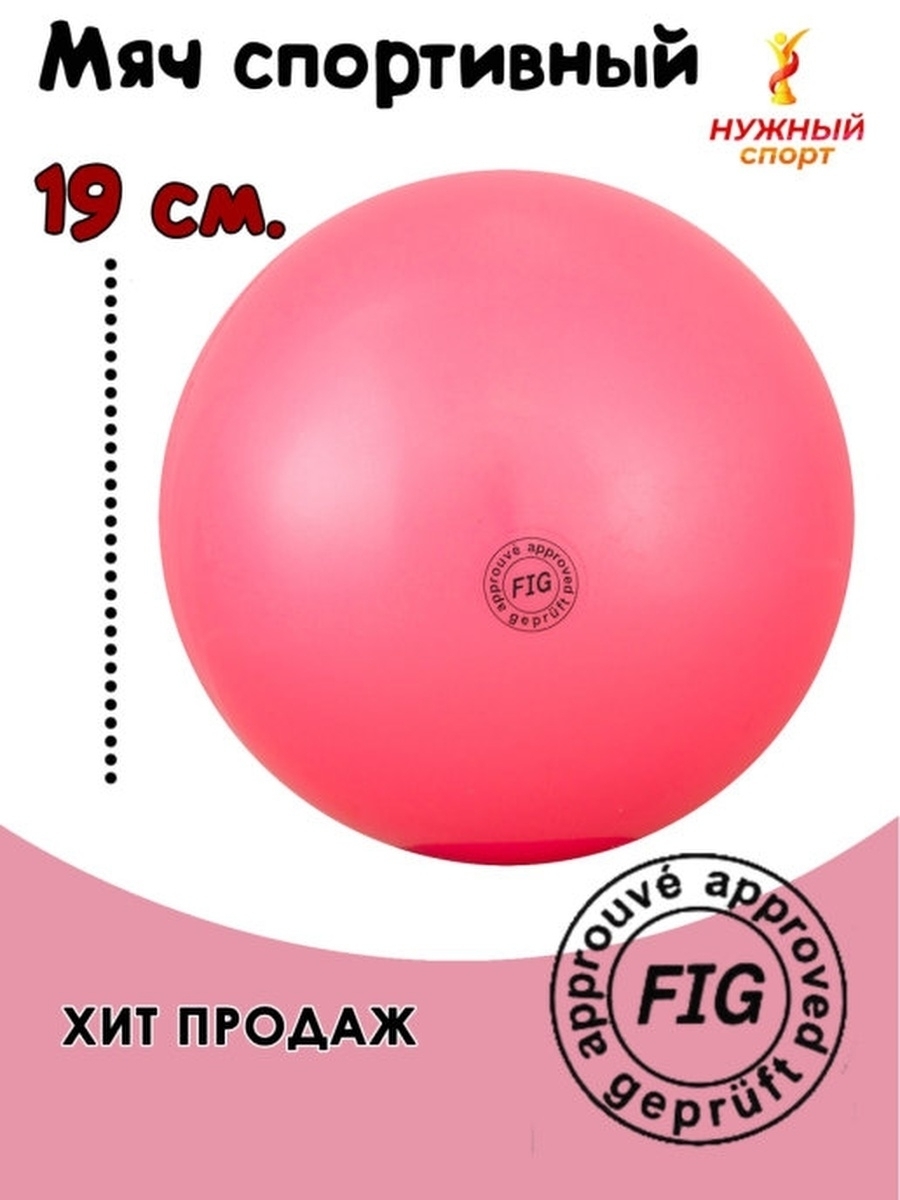 Мяч спортивный
НУЖНЫЙ
спорт
19 см.
approuvé approved geprüft
FIG
ХИТ ПРОДАЖ
approuvé approved geprüft
FIG